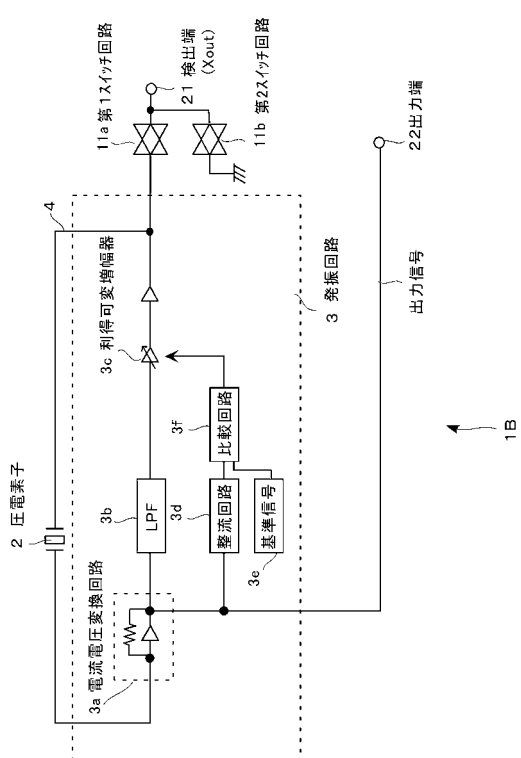 2 圧電素子
4
11a 第1スイッチ回路
21 検出端
(Xout)
11b 第2スイッチ回路
3a 電流電圧変換回路
3b
LPF
3c 利得可変増幅器
3d
整流回路
3f
比較回路
3e
基準信号
3 発振回路
出力信号
22出力端
1B